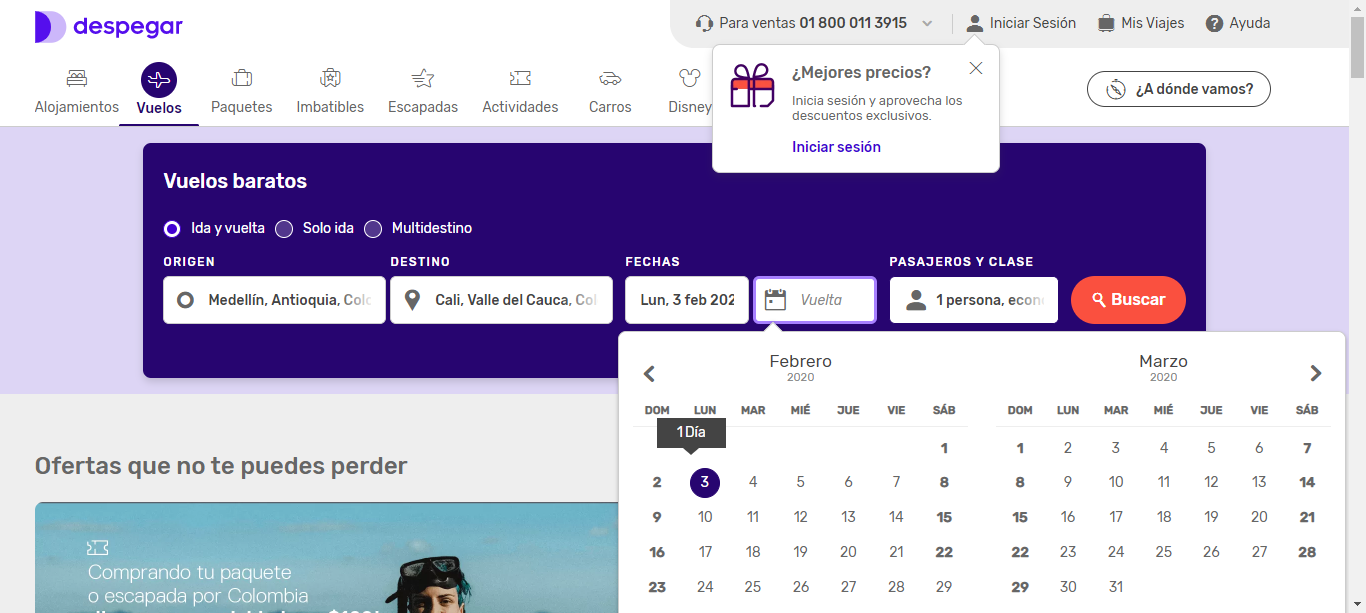 despegar
Para ventas 01 800 011 3915
Iniciar Sesión
Mis Viajes
Ayuda
Alojamientos
Vuelos
Paquetes
Imbatibles
Escapadas
Actividades
Carros
Disney
¿A dónde vamos?
¿Mejores precios?
Inicia sesión y aprovecha los
descuentos exclusivos.
Iniciar sesión
Vuelos baratos
Ida y vuelta Solo ida Multidestino
ORIGEN DESTINO FECHAS PASAJEROS Y CLASE
Medellín, Antioquia, Colo
Cali, Valle del Cauca, Col
Lun, 3 feb 202
Vuelta
1 persona, econ
Buscar
Febrero
2020
DOM LUN MAR MIÉ JUE VIE SÁB
1 Día
1
2 3 4 5 6 7 8
9 10 11 12 13 14 15
16 17 18 19 20 21 22
23 24 25 26 27 28 29
Marzo
2020
DOM LUN MAR MIÉ JUE VIE SÁB
1 2 3 4 5 6 7
8 9 10 11 12 13 14
15 16 17 18 19 20 21
22 23 24 25 26 27 28
29 30 31
Ofertas que no te puedes perder
Comprando tu paquete
o escapada por Colombia